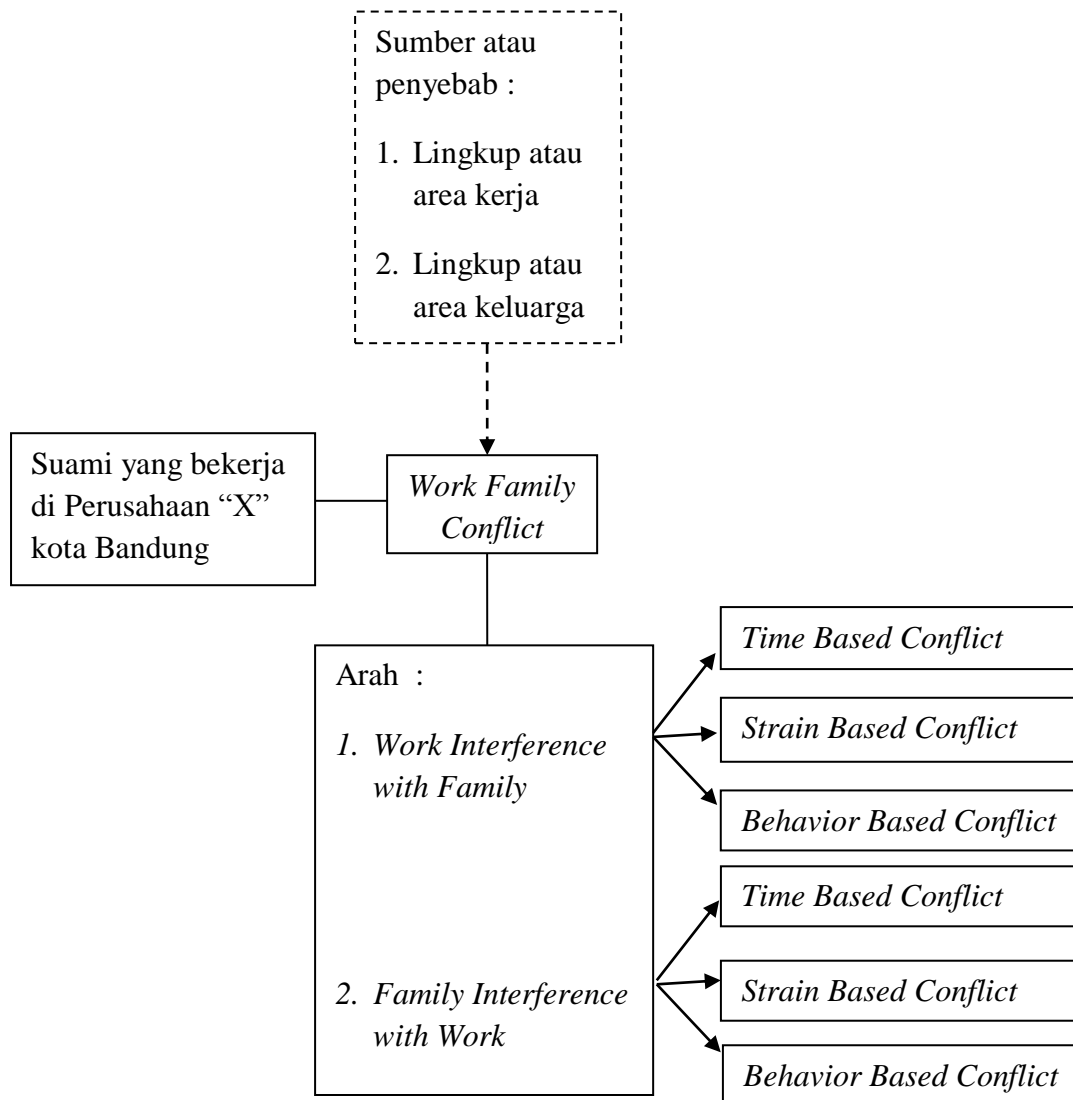 Sumber atau
penyebab :
1. Lingkup atau
area kerja
2. Lingkup atau
area keluarga
Suami yang bekerja
di Perusahaan “X”
kota Bandung
Work Family
Conflict
Arah :
1. Work Interference
with Family
2. Family Interference
with Work
Time Based Conflict
Strain Based Conflict
Behavior Based Conflict
Time Based Conflict
Strain Based Conflict
Behavior Based Conflict